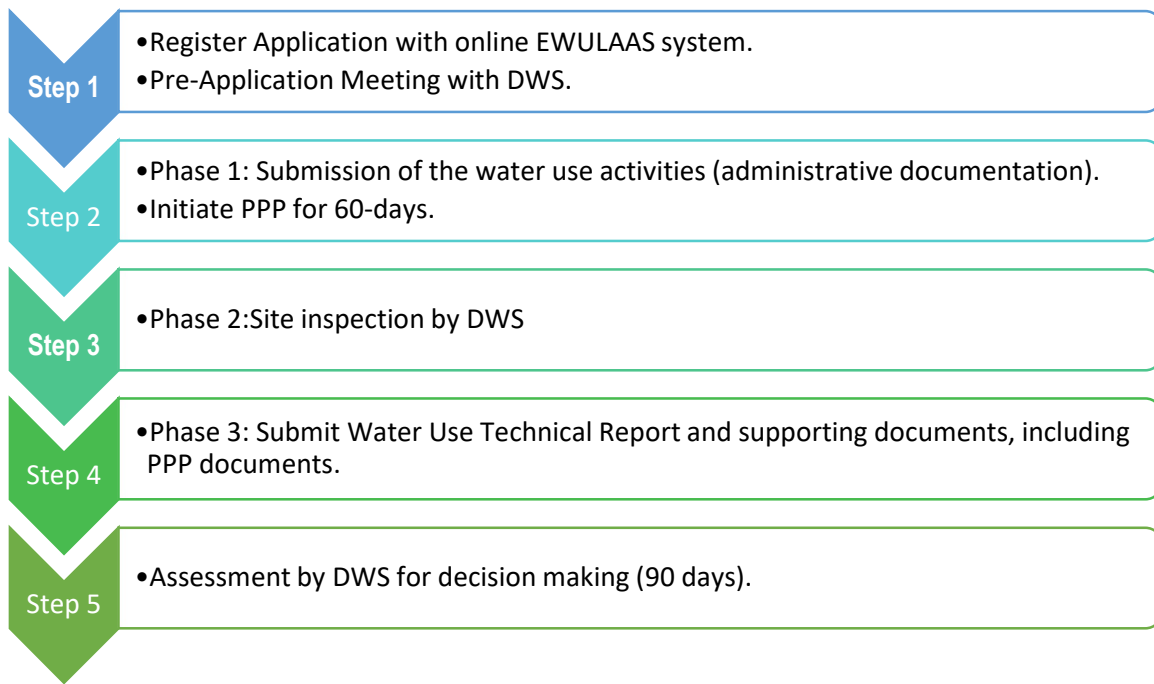 Step 1
•Register Application with online EWULAAS system.
•Pre-Application Meeting with DWS.
Step 2
•Phase 1: Submission of the water use activities (administrative documentation).
•Initiate PPP for 60-days.
Step 3
•Phase 2:Site inspection by DWS
Step 4
•Phase 3: Submit Water Use Technical Report and supporting documents, including
PPP documents.
Step 5
•Assessment by DWS for decision making (90 days).